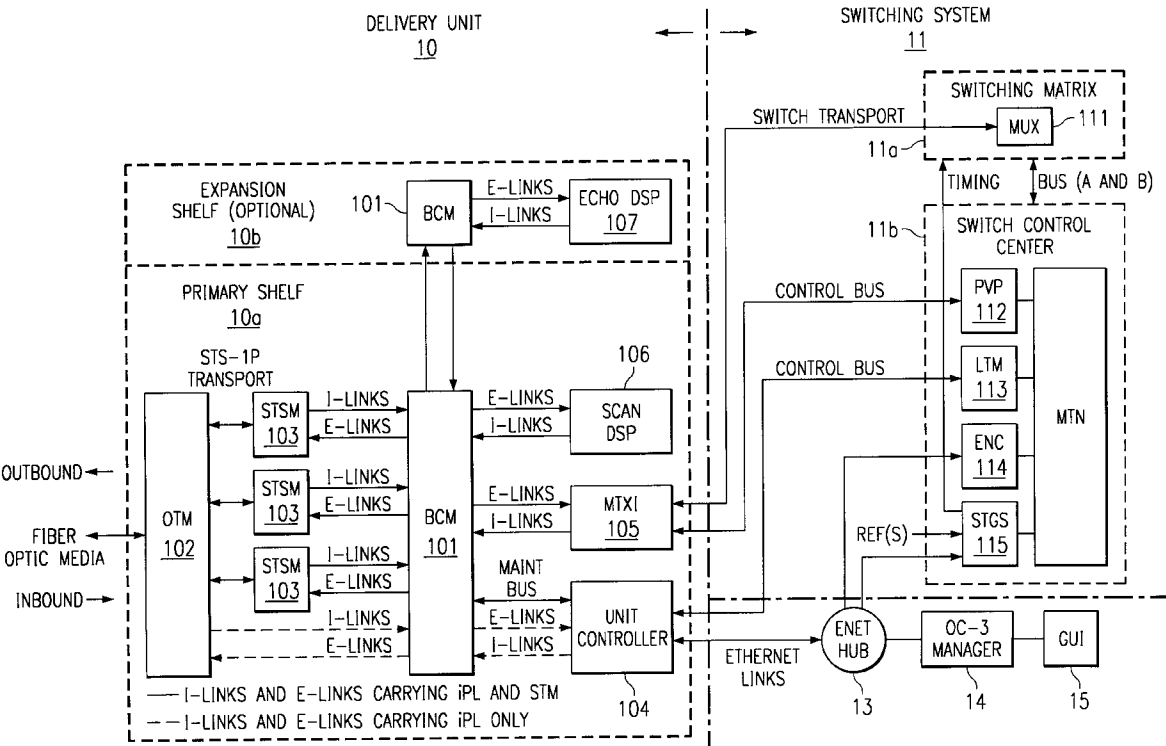 DELIVERY UNIT
10
SWITCHING SYSTEM
11
SWITCHING MATRIX
MUX
111
11a
SWITCH TRANSPORT
TIMING
BUS (A AND B)
EXPANSION
SHELF (OPTIONAL)
10b
101
BCM
E-LINKS
I-LINKS
ECHO DSP
107
11b
SWITCH CONTROL
CENTER
PRIMARY SHELF
10a
CONTROL BUS
PVP
112
STS-1P
TRANSPORT
106
CONTROL BUS
LTM
113
MTN
I-LINKS
E-LINKS
STSM
103
E-LINKS
I-LINKS
SCAN
DSP
ENC
114
OUTBOUND
FIBER
OPTIC MEDIA
INBOUND
OTM
102
I-LINKS
E-LINKS
STSM
103
BCM
101
E-LINKS
I-LINKS
MTXI
105
REF(S)
STGS
115
I-LINKS
E-LINKS
STSM
103
MAINT
BUS
I-LINKS
E-LINKS
E-LINKS
I-LINKS
UNIT
CONTROLLER
104
ETHERNET
LINKS
ENET
HUB
13
OC-3
MANAGER
14
GUI
15
I-LINKS AND E-LINKS CARRYING iPL AND STM
I-LINKS AND E-LINKS CARRYING iPL ONLY